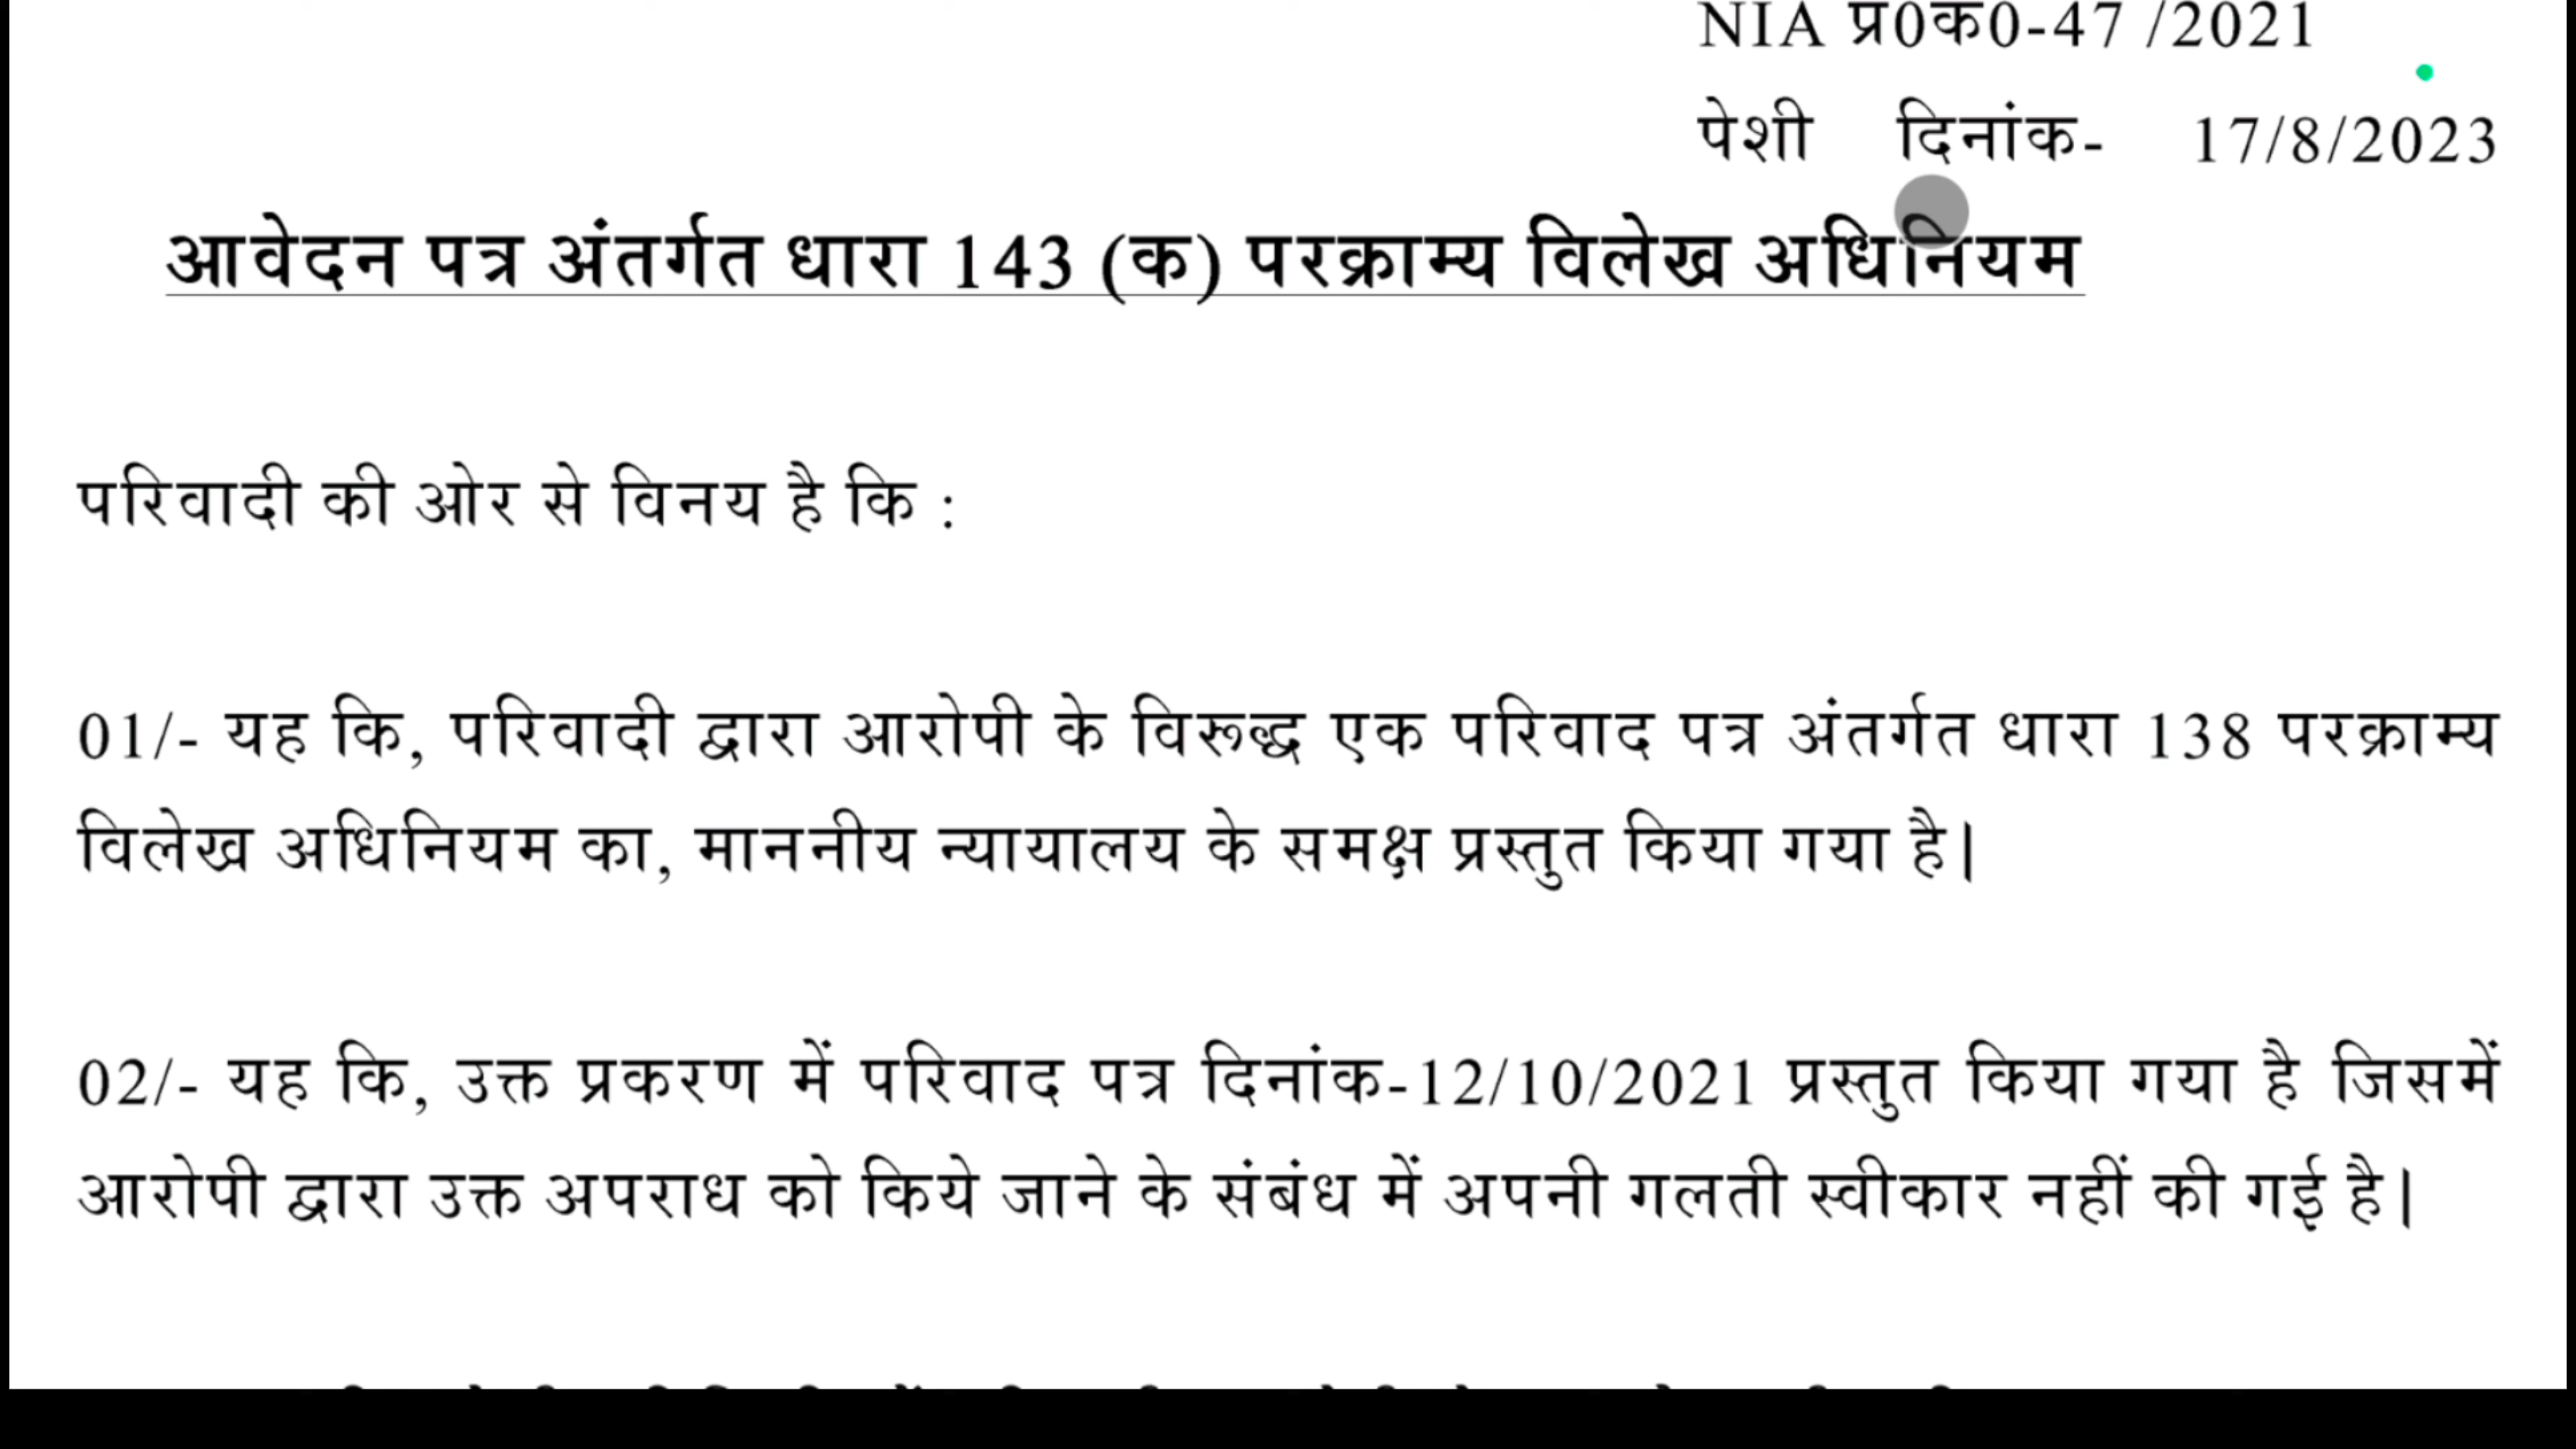 NIA प्र0क0-47 /2021
पेशी दिनांक- 17/8/2023
आवेदन पत्र अंतर्गत धारा 143 (क) परक्राम्य विलेख अधिनियम
परिवादी की ओर से विनय है कि :
01/- यह कि, परिवादी द्वारा आरोपी के विरूद्ध एक परिवाद पत्र अंतर्गत धारा 138 परक्राम्य
विलेख अधिनियम का, माननीय न्यायालय के समक्ष प्रस्तुत किया गया है।
02/- यह कि, उक्त प्रकरण में परिवाद पत्र दिनांक-12/10/2021 प्रस्तुत किया गया है जिसमें
आरोपी द्वारा उक्त अपराध को किये जाने के संबंध में अपनी गलती स्वीकार नहीं की गई है।